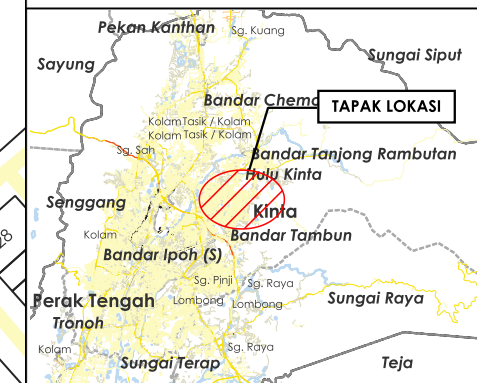 Pekan Kanthan
Sg. Kuang
Sungai Siput
Sayung
Bandar Chemo
TAPAK LOKASI
Kolam Tasik / Kolam
Kolam Tasik / Kolam
Sg. Sah
Bandar Tanjong Rambutan
Hulu Kinta
Senggang
Kinta
28
Kolam
Bandar Tambun
Bandar Ipoh (S)
Sg. Pinji
Sg. Raya
Perak Tengah
Lombong
Lombong
Sungai Raya
Tronoh
Kolam
Sg. Raya
Sungai Terap
Teja